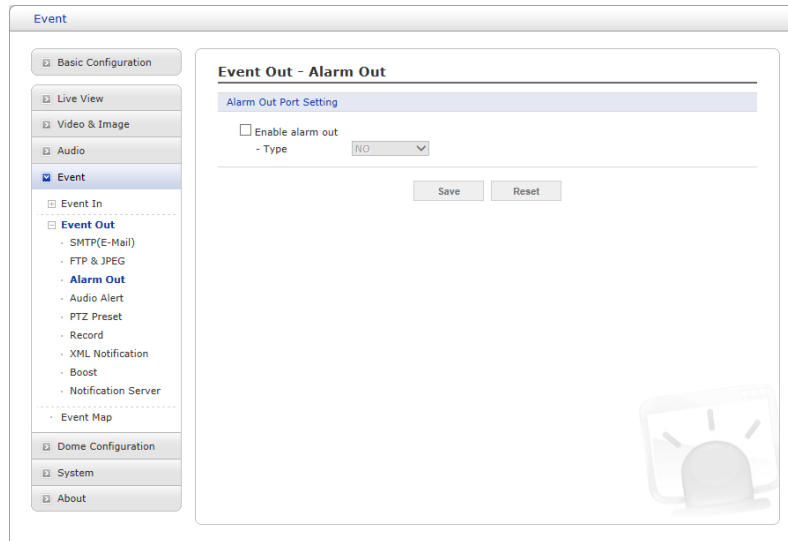 Event
Basic Configuration
Live View
Video & Image
Audio
Event
Event In
Event Out
SMTP(E-Mail)
FTP & JPEG
Alarm Out
Audio Alert
PTZ Preset
Record
XML Notification
Boost
Notification Server
Event Map
Dome Configuration
System
About
Event Out - Alarm Out
Alarm Out Port Setting
Enable alarm out
- Type NO
Save Reset